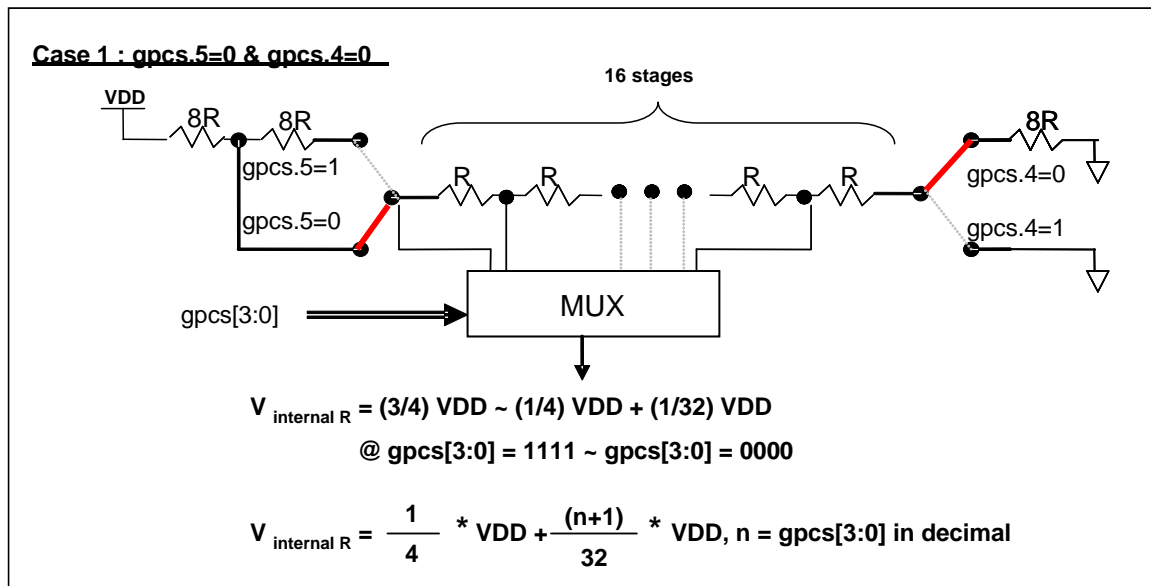 Case 1 : gpcs.5=0 & gpcs.4=0
16 stages
VDD
8R 8R 8R
gpcs.5=1
R R R R
gpcs.4=0
gpcs.5=0
gpcs.4=1
gpcs[3:0]
MUX
V internal R = (3/4) VDD ~ (1/4) VDD + (1/32) VDD
@ gpcs[3:0] = 1111 ~ gpcs[3:0] = 0000
V internal R = 1/4 * VDD + (n+1)/32 * VDD, n = gpcs[3:0] in decimal